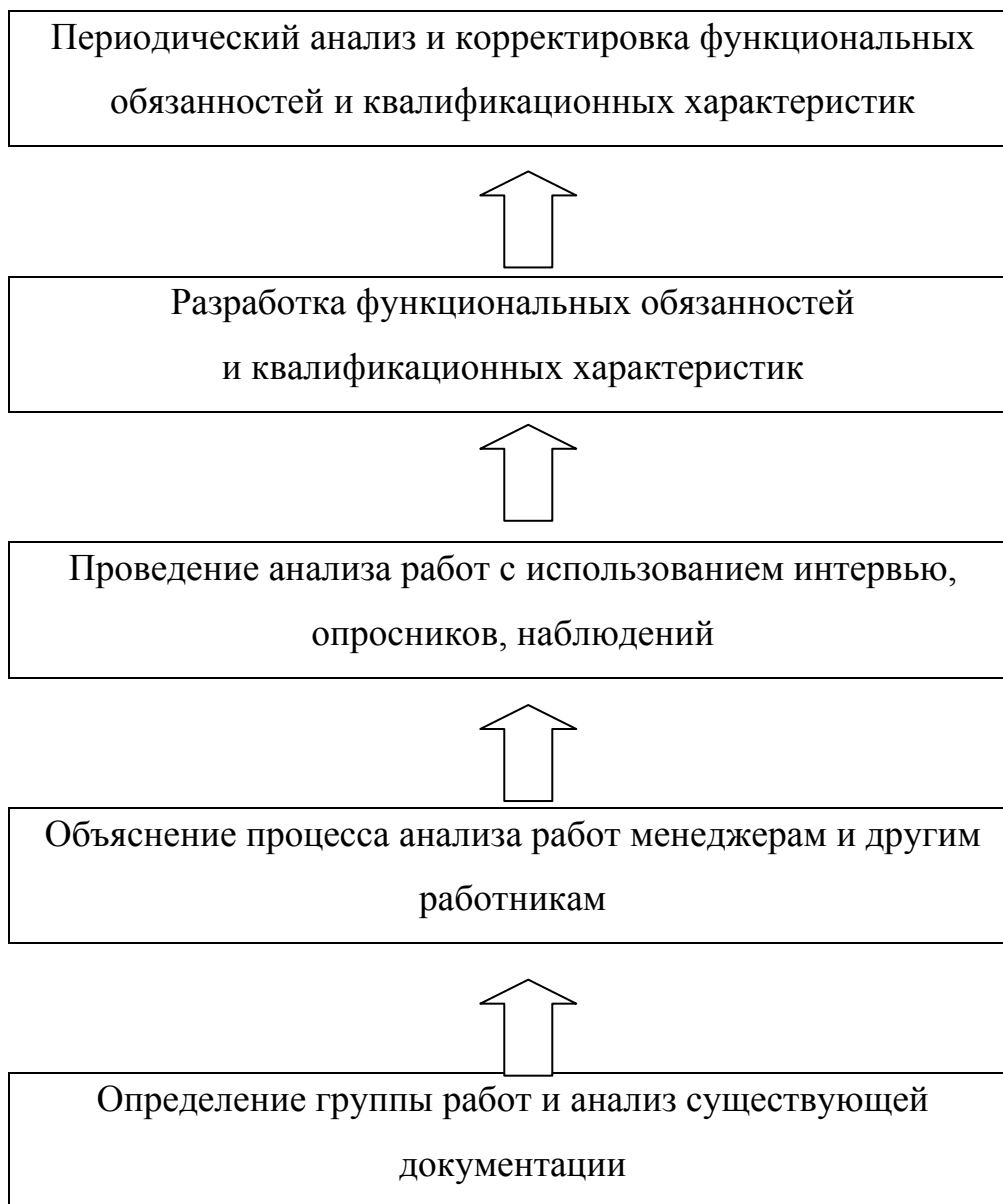 Периодический анализ и корректировка функциональных
обязанностей и квалификационных характеристик
Разработка функциональных обязанностей
и квалификационных характеристик
Проведение анализа работ с использованием интервью,
опросников, наблюдений
Объяснение процесса анализа работ менеджерам и другим
работникам
Определение группы работ и анализ существующей
документации